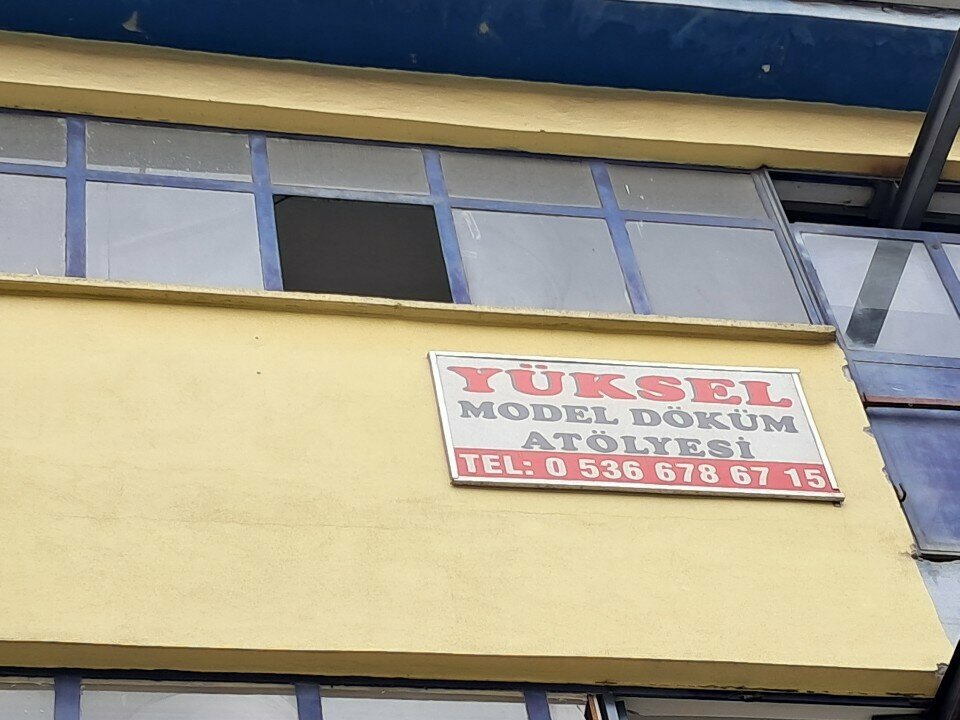 YÜKSEL
MODEL DÖKÜM
ATÖLYESİ
TEL: 0 536 678 67 15